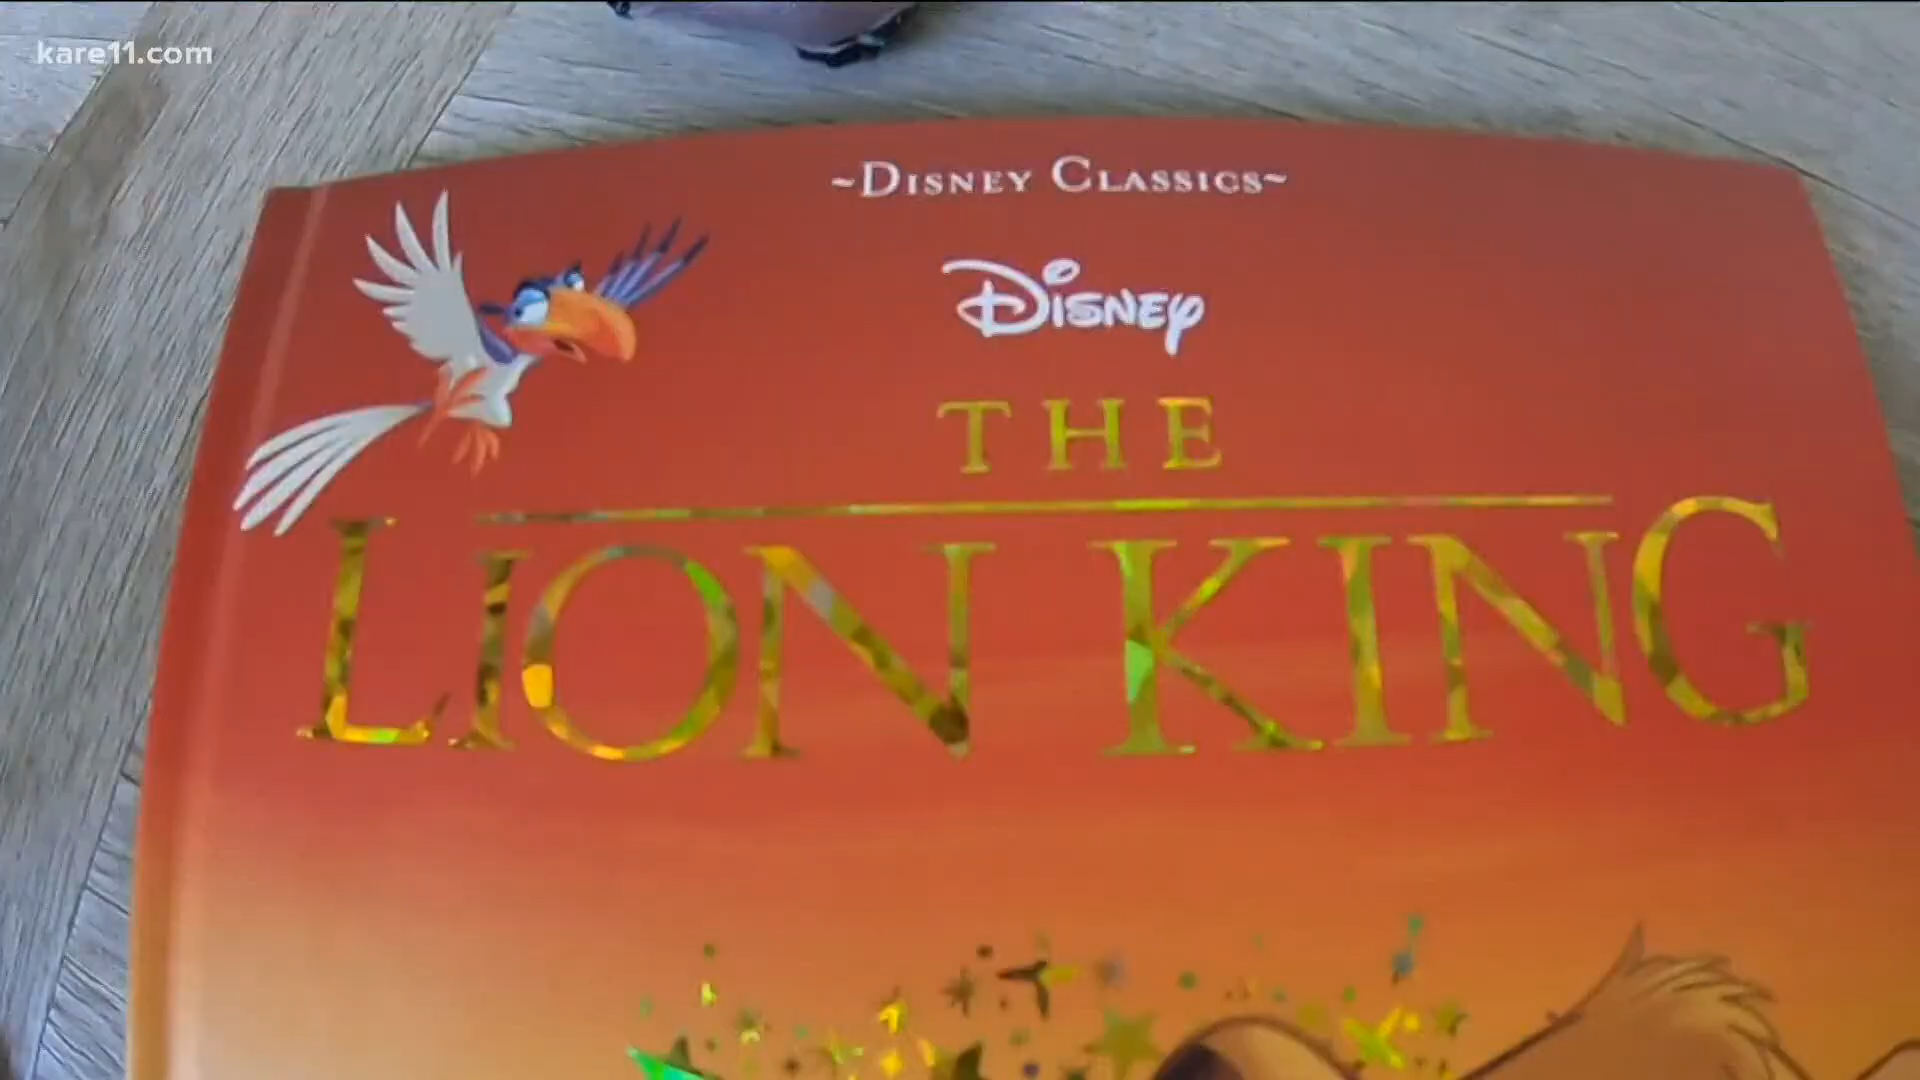 kare11.com
~Disney Classics~
Disney
THE
LION KING